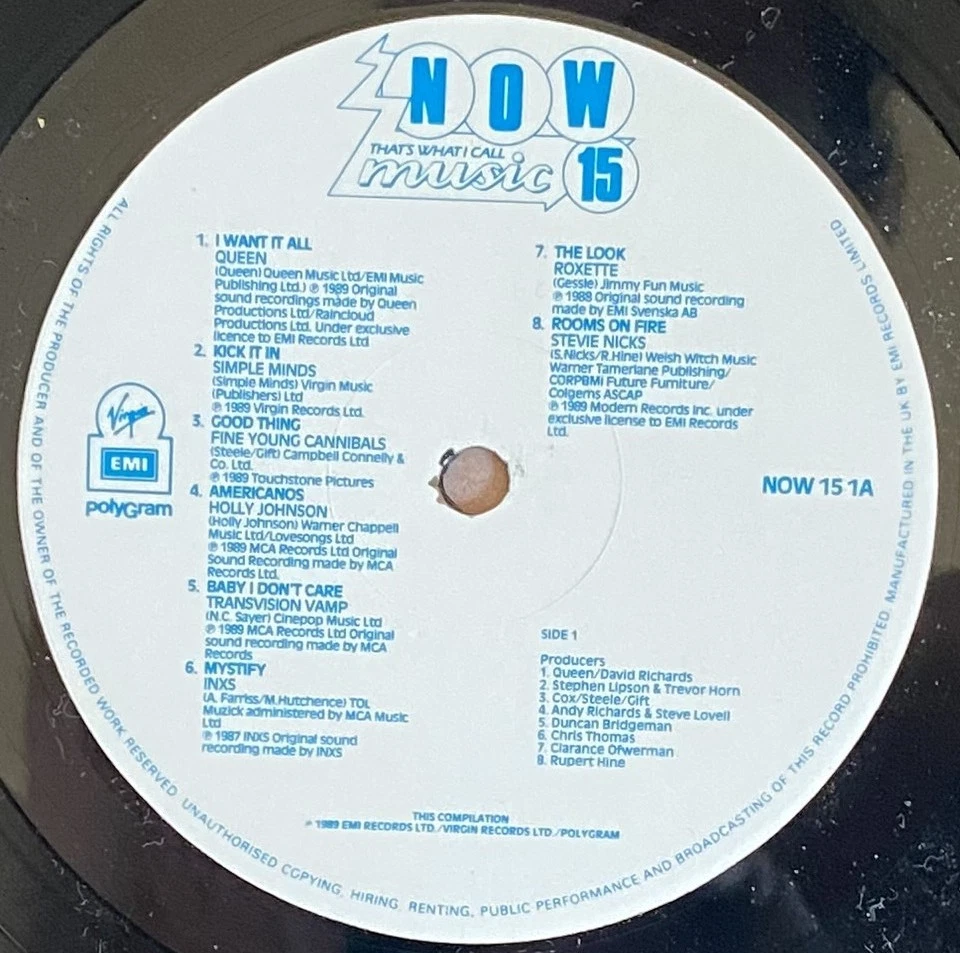 NOW
THAT'S WHAT I CALL
music 15
1. I WANT IT ALL
QUEEN
(Queen) Queen Music Ltd/EMI Music
Publishing Ltd.) ℗ 1989 Original
sound recordings made by Queen
Productions Ltd/Raincloud
Productions Ltd. Under exclusive
licence to EMI Records Ltd
2. KICK IT IN
SIMPLE MINDS
(Simple Minds) Virgin Music
(Publishers) Ltd
℗ 1989 Virgin Records Ltd.
3. GOOD THING
FINE YOUNG CANNIBALS
(Steele/Gift) Campbell Connelly &
Co. Ltd.
℗ 1989 Touchstone Pictures
4. AMERICANOS
HOLLY JOHNSON
(Holly Johnson) Warner Chappell
Music Ltd/Lovesongs Ltd
℗ 1989 MCA Records Ltd Original
Sound Recording made by MCA
Records Ltd.
5. BABY I DON'T CARE
TRANSVISION VAMP
(N.C. Sayer) Cinepop Music Ltd
℗ 1989 MCA Records Ltd Original
sound recording made by MCA
Records
6. MYSTIFY
INXS
(A. Farriss/M.Hutchence) TOL
Muzick administered by MCA Music
Ltd
℗ 1987 INXS Original sound
recording made by INXS
7. THE LOOK
ROXETTE
(Gessle) Jimmy Fun Music
℗ 1988 Original sound recording
made by EMI Svenska AB
8. ROOMS ON FIRE
STEVIE NICKS
(S.Nicks/R.Hine) Welsh Witch Music
Warner Tamerlane Publishing/
CORPBMI Future Furniture/
Colgems ASCAP
℗ 1989 Modern Records Inc. under
exclusive license to EMI Records
Ltd.
Virgin
EMI
polyGram
NOW 15 1A
SIDE 1
Producers
1. Queen/David Richards
2. Stephen Lipson & Trevor Horn
3. Cox/Steele/Gift
4. Andy Richards & Steve Lovell
5. Duncan Bridgeman
6. Chris Thomas
7. Clarance Ofwerman
8. Rupert Hine
THIS COMPILATION
℗ 1989 EMI RECORDS LTD./VIRGIN RECORDS LTD./POLYGRAM
ALL RIGHTS OF THE PRODUCER AND OF THE OWNER OF THE RECORDED WORK RESERVED. UNAUTHORISED COPYING, HIRING, RENTING, PUBLIC PERFORMANCE AND BROADCASTING OF THIS RECORD PROHIBITED. MANUFACTURED IN THE UK BY EMI RECORDS LIMITED